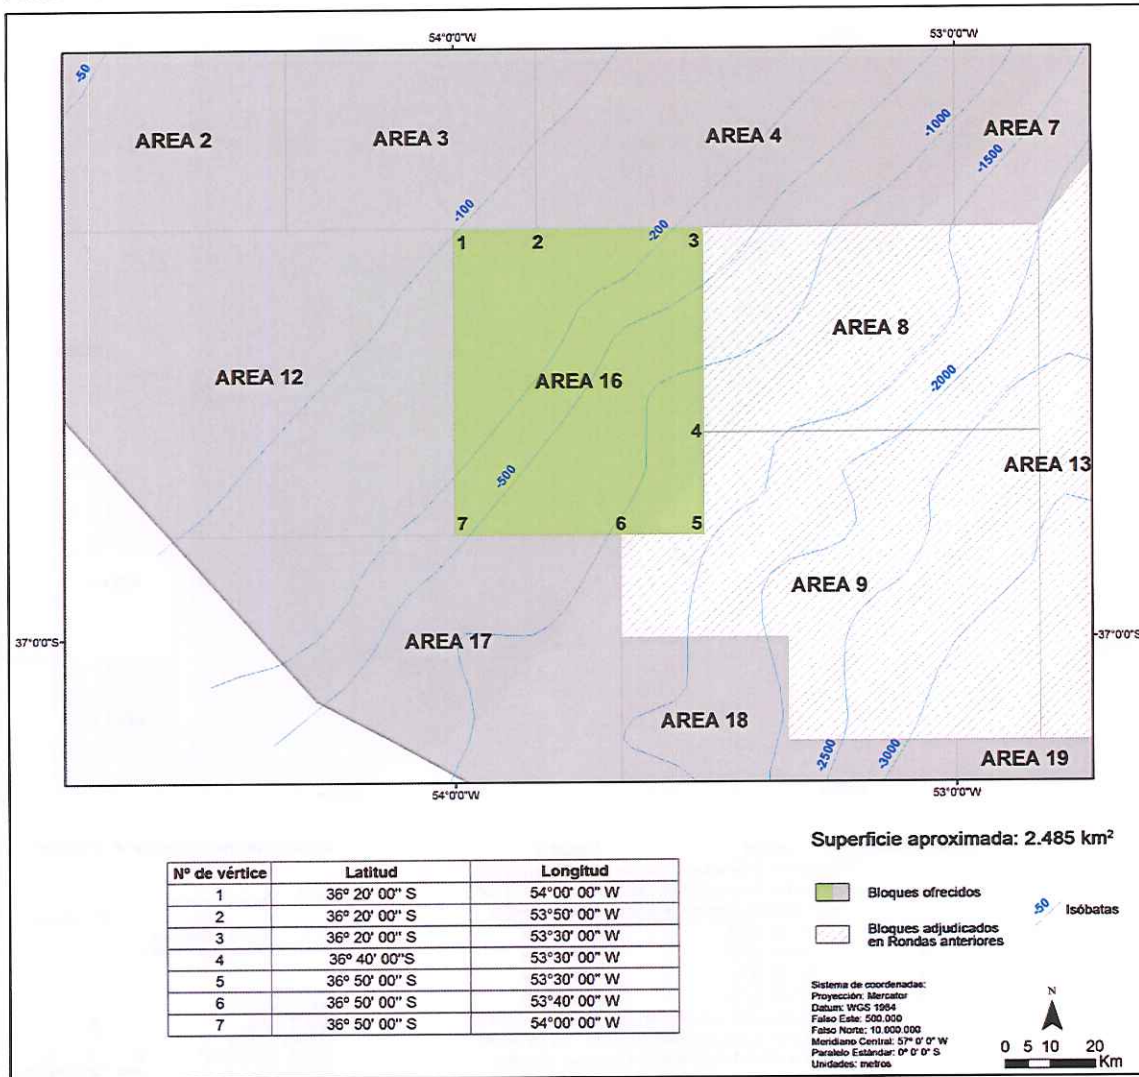 54°0'0"W
53°0'0"W
-50
AREA 2
AREA 3
AREA 4
-1000
AREA 7
-1500
-100
-200
1
2
3
AREA 8
AREA 12
AREA 16
-2000
4
AREA 13
-500
7
6
5
AREA 9
37°0'0"S
AREA 17
37°0'0"S
AREA 18
-2500
-3000
AREA 19
54°0'0"W
53°0'0"W
Superficie aproximada: 2.485 km²
Nº de vértice Latitud Longitud
1 36º 20' 00" S 54°00' 00" W
2 36º 20' 00" S 53°50' 00" W
3 36º 20' 00" S 53°30' 00" W
4 36º 40' 00"S 53°30' 00" W
5 36º 50' 00" S 53°30' 00" W
6 36º 50' 00" S 53°40' 00" W
7 36º 50' 00" S 54°00' 00" W
Bloques ofrecidos
-50 Isóbatas
Bloques adjudicados
en Rondas anteriores
Sistema de coordenadas:
Proyección: Mercator
Datum: WGS 1984
Falso Este: 500.000
Falso Norte: 10.000.000
Meridiano Central: 57° 0' 0" W
Paralelo Estándar: 0° 0' 0" S
Unidades: metros
N
0 5 10 20
Km